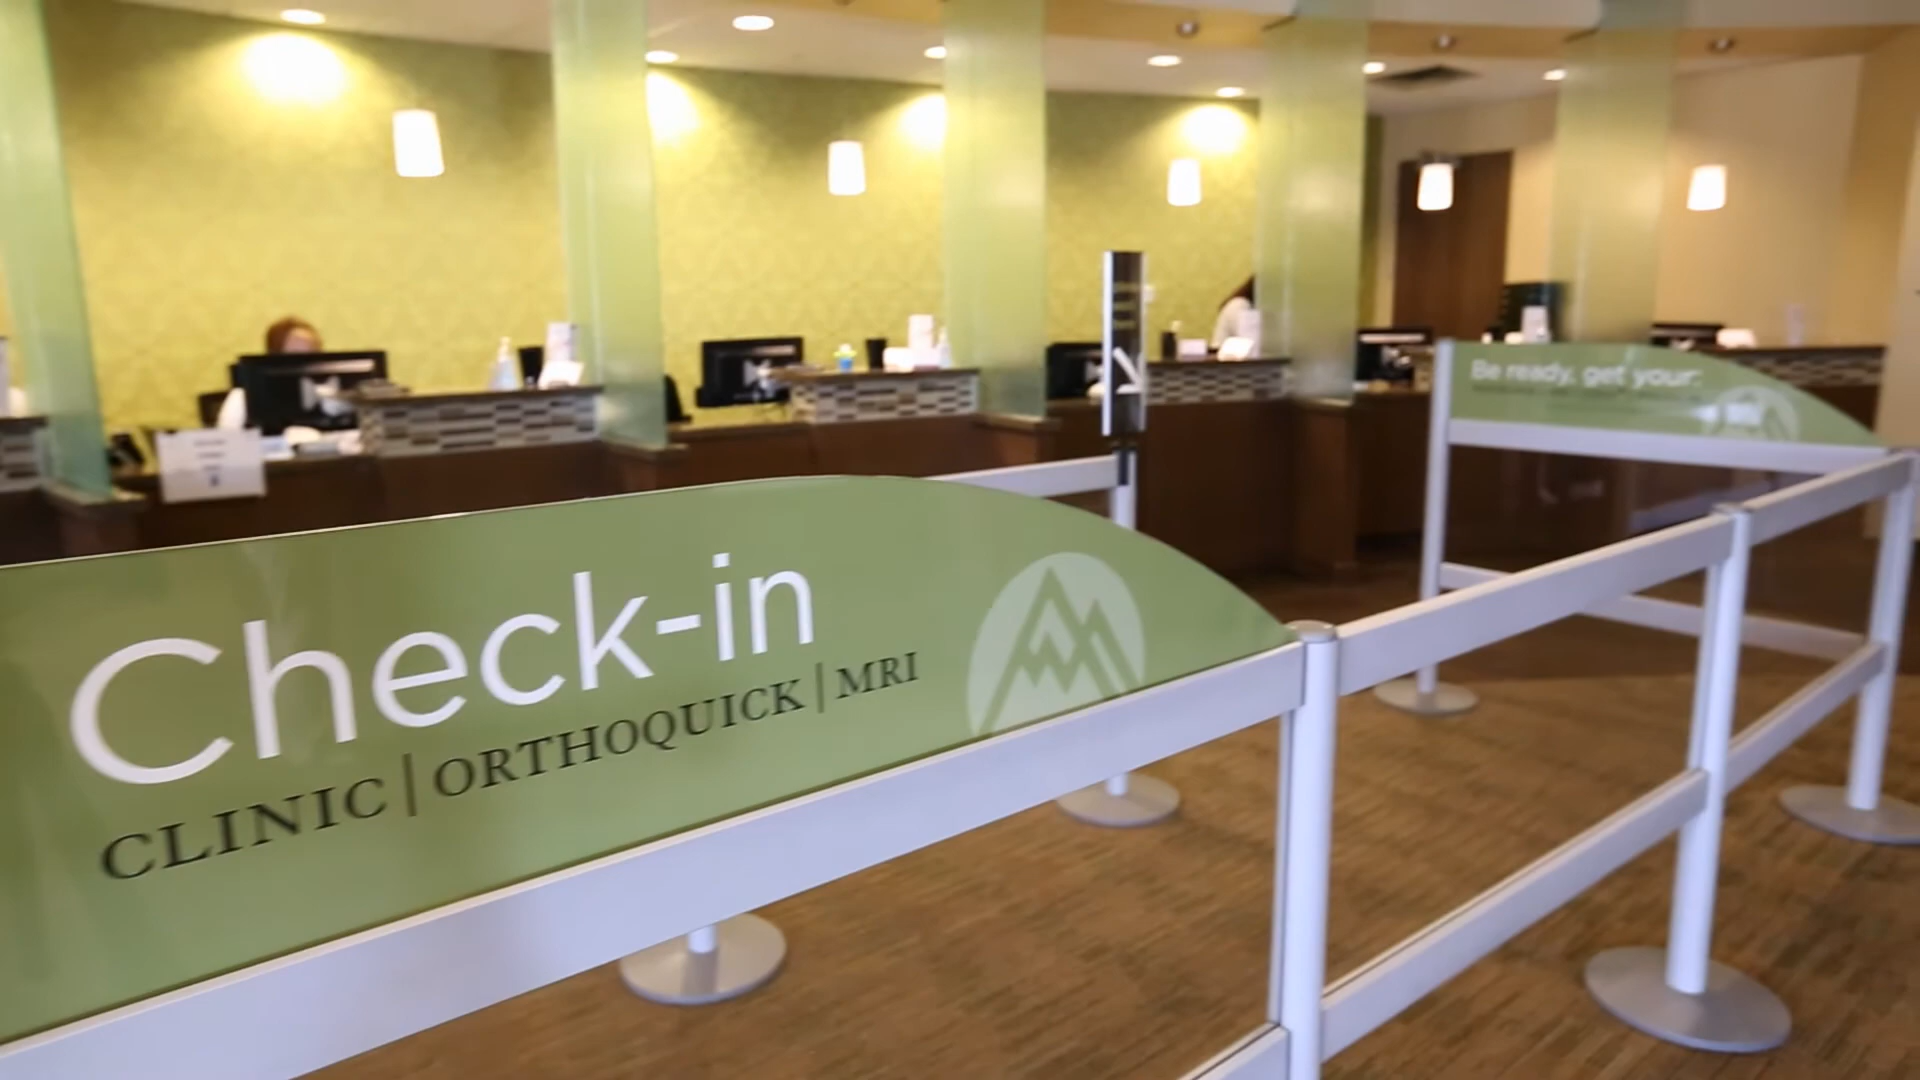 Check-in
CLINIC | ORTHOQUICK | MRI
Be ready, get your: